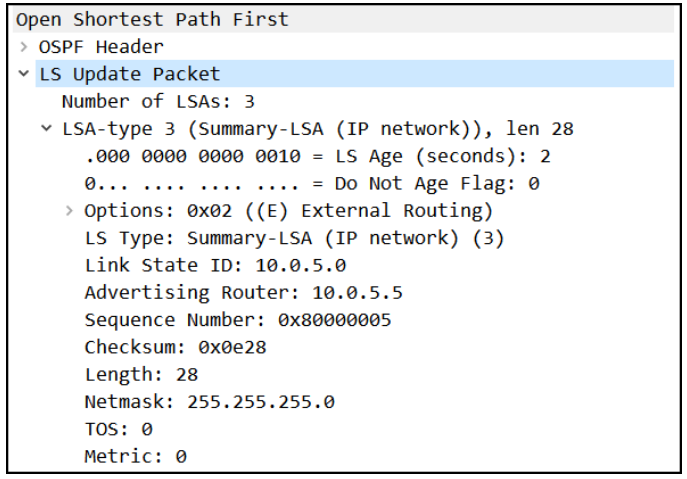 Open Shortest Path First
OSPF Header
LS Update Packet
Number of LSAs: 3
LSA-type 3 (Summary-LSA (IP network)), len 28
.000 0000 0000 0010 = LS Age (seconds): 2
0... .... .... .... = Do Not Age Flag: 0
Options: 0x02 ((E) External Routing)
LS Type: Summary-LSA (IP network) (3)
Link State ID: 10.0.5.0
Advertising Router: 10.0.5.5
Sequence Number: 0x80000005
Checksum: 0x0e28
Length: 28
Netmask: 255.255.255.0
TOS: 0
Metric: 0